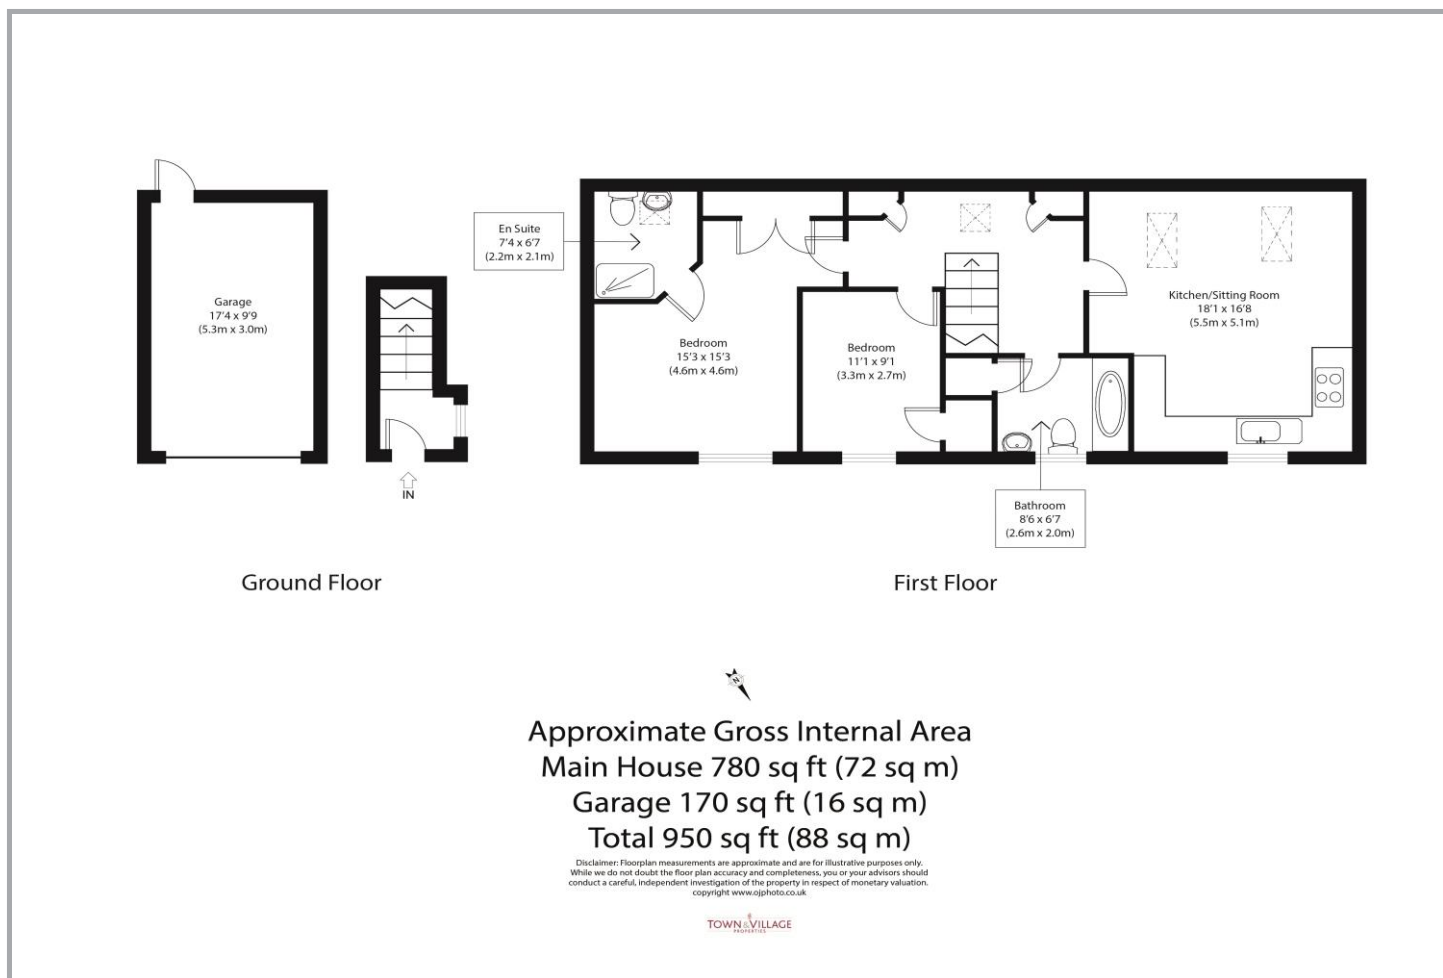 En Suite
7'4 x 6'7
(2.2m x 2.1m)
Garage
17'4 x 9'9
(5.3m x 3.0m)
Kitchen/Sitting Room
18'1 x 16'8
(5.5m x 5.1m)
Bedroom
15'3 x 15'3
(4.6m x 4.6m)
Bedroom
11'1 x 9'1
(3.3m x 2.7m)
IN
Bathroom
8'6 x 6'7
(2.6m x 2.0m)
Ground Floor
First Floor
N
Approximate Gross Internal Area
Main House 780 sq ft (72 sq m)
Garage 170 sq ft (16 sq m)
Total 950 sq ft (88 sq m)
Disclaimer: Floorplan measurements are approximate and are for illustrative purposes only.
While we do not doubt the floor plan accuracy and completeness, you or your advisors should
conduct a careful, independent investigation of the property in respect of monetary valuation.
copyright www.ojphoto.co.uk
TOWN & VILLAGE
PROPERTIES